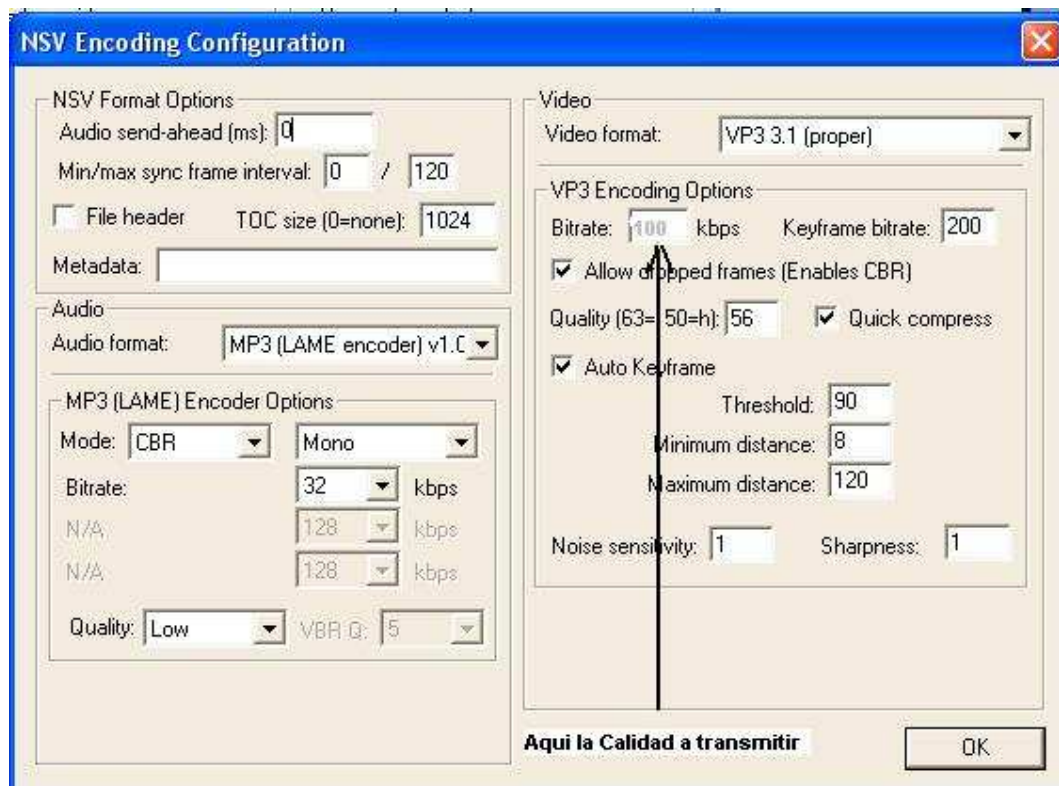 NSV Encoding Configuration
NSV Format Options
Audio send-ahead (ms): 0
Min/max sync frame interval: 0 / 120
File header TOC size (0=none): 1024
Metadata:
Audio
Audio format: MP3 (LAME encoder) v1.0
MP3 (LAME) Encoder Options
Mode: CBR Mono
Bitrate: 32 kbps
N/A 128 kbps
N/A 128 kbps
Quality: Low VBR Q: 5
Video
Video format: VP3 3.1 (proper)
VP3 Encoding Options
Bitrate: kbps Keyframe bitrate: 200
Allow dropped frames (Enables CBR)
Quality (63= 50=h): 56 Quick compress
Auto Keyframe
Threshold: 90
Minimum distance: 8
Maximum distance: 120
Noise sensitivity: 1 Sharpness: 1
Aqui la Calidad a transmitir
OK